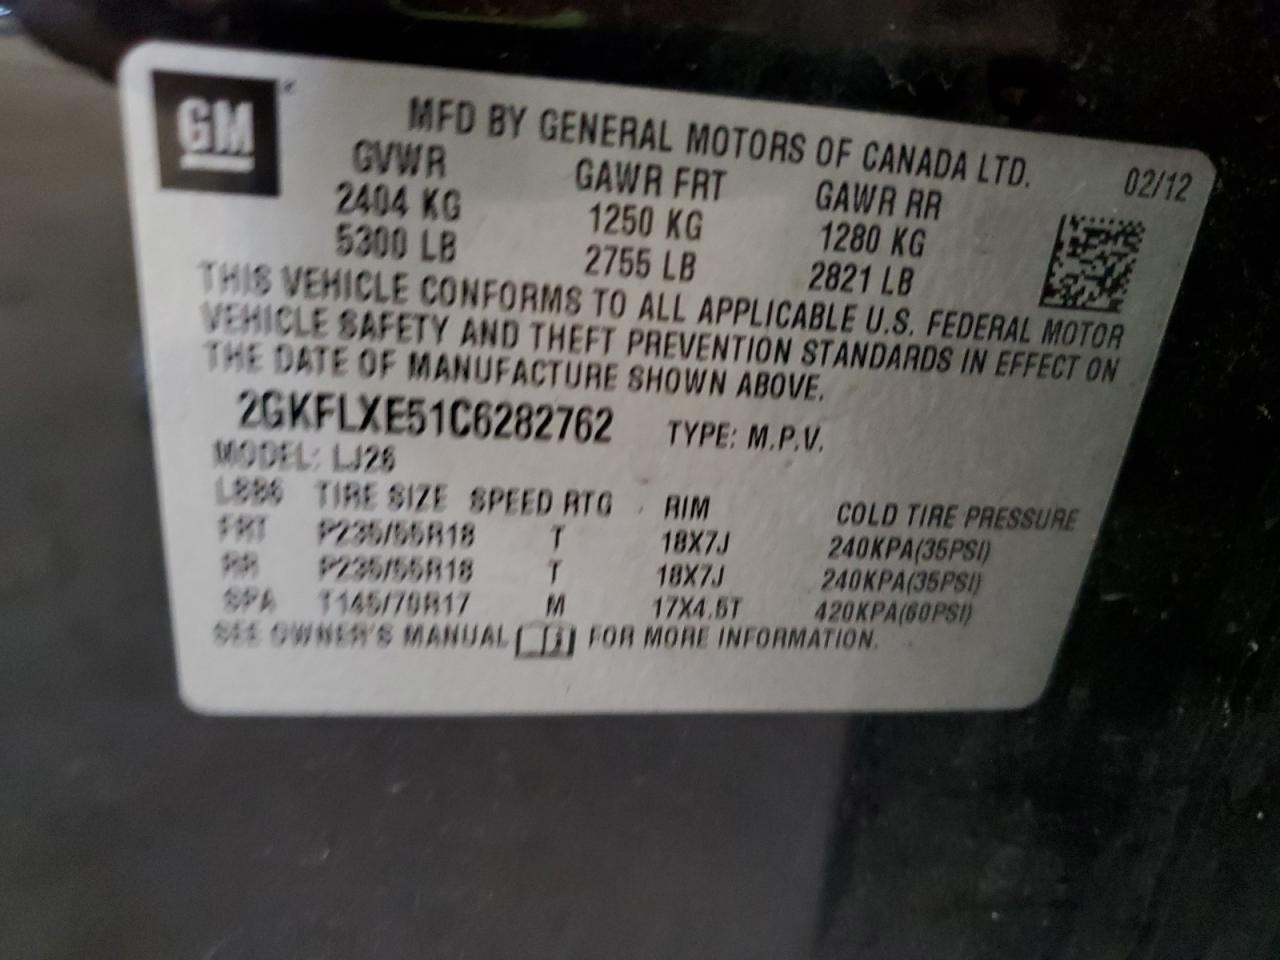 GM
MFD BY GENERAL MOTORS OF CANADA LTD.
02/12
GVWR GAWR FRT GAWR RR
2404 KG 1250 KG 1280 KG
5300 LB 2755 LB 2821 LB
THIS VEHICLE CONFORMS TO ALL APPLICABLE U.S. FEDERAL MOTOR
VEHICLE SAFETY AND THEFT PREVENTION STANDARDS IN EFFECT ON
THE DATE OF MANUFACTURE SHOWN ABOVE.
2GKFLXE51C6282762 TYPE: M.P.V.
MODEL: LJ26
L886 TIRE SIZE SPEED RTG RIM COLD TIRE PRESSURE
FRT P235/55R18 T 18X7J 240KPA(35PSI)
RR P235/55R18 T 18X7J 240KPA(35PSI)
SPA T145/70R17 M 17X4.5T 420KPA(60PSI)
SEE OWNER'S MANUAL FOR MORE INFORMATION.